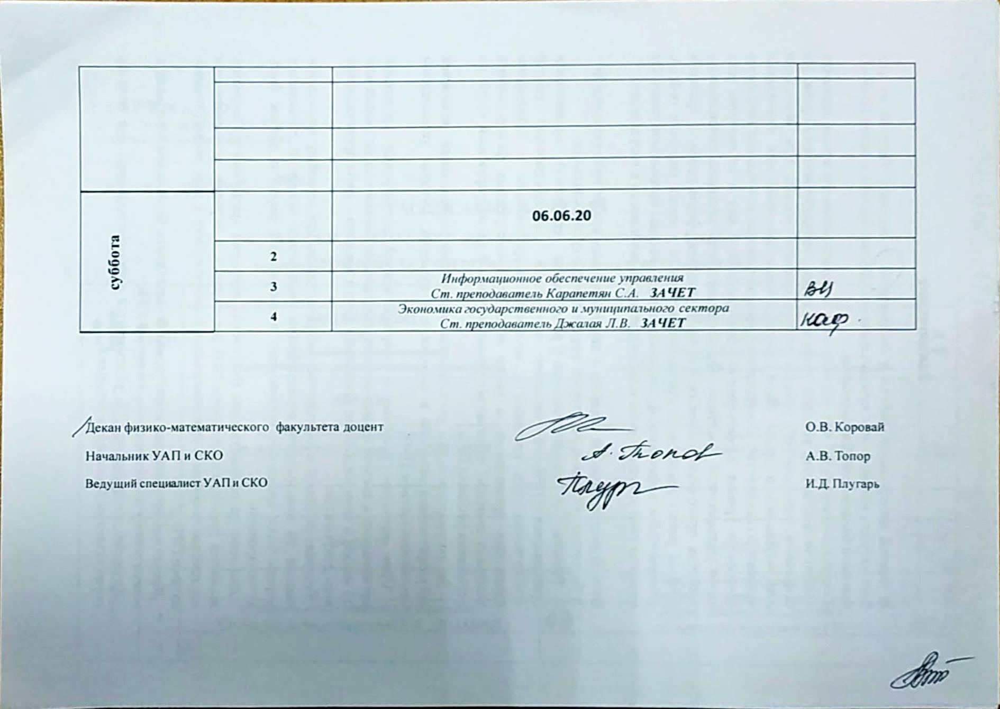 суббота
06.06.20
2
3
Информационное обеспечение управления
Ст. преподаватель Карапетян С.А. ЗАЧЕТ
ВЦ
4
Экономика государственного и муниципального сектора
Ст. преподаватель Джалая Л.В. ЗАЧЕТ
каф.
Декан физико-математического факультета доцент
О.В. Коровай
Начальник УАП и СКО
А.В. Топор
Ведущий специалист УАП и СКО
И.Д. Плугарь